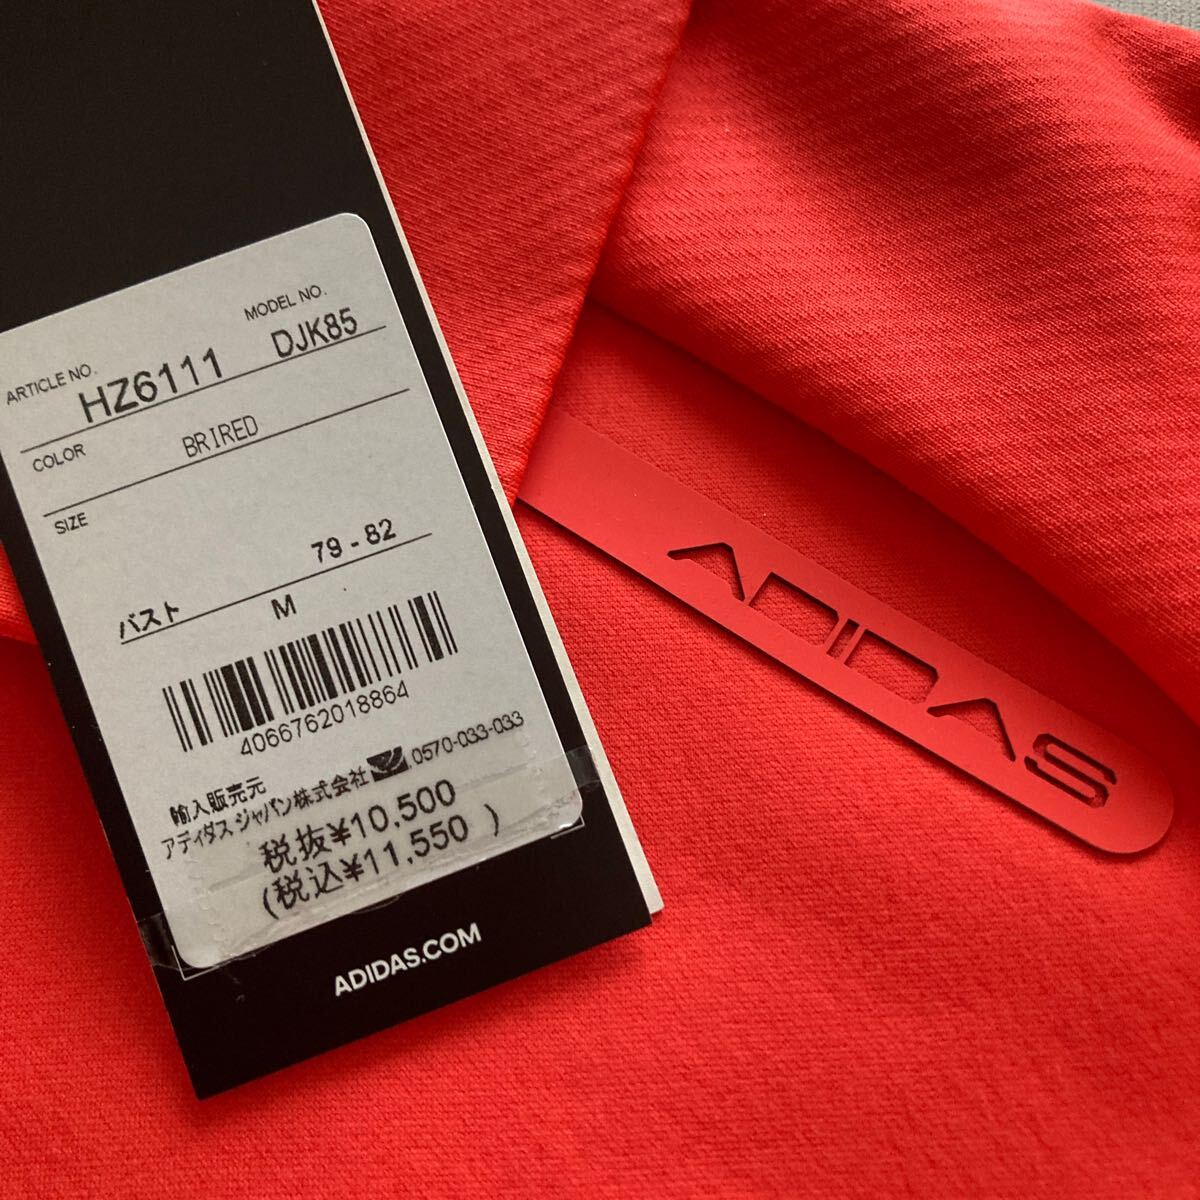 ARTICLE NO.
HZ6111
MODEL NO.
DJK85
COLOR
BRIRED
SIZE
79-82
バスト
M
4066762018864
輸入販売元
アディダス ジャパン株式会社 0570-033-033
税抜¥10,500
(税込¥11,550 )
ADIDAS.COM
ADIDAS